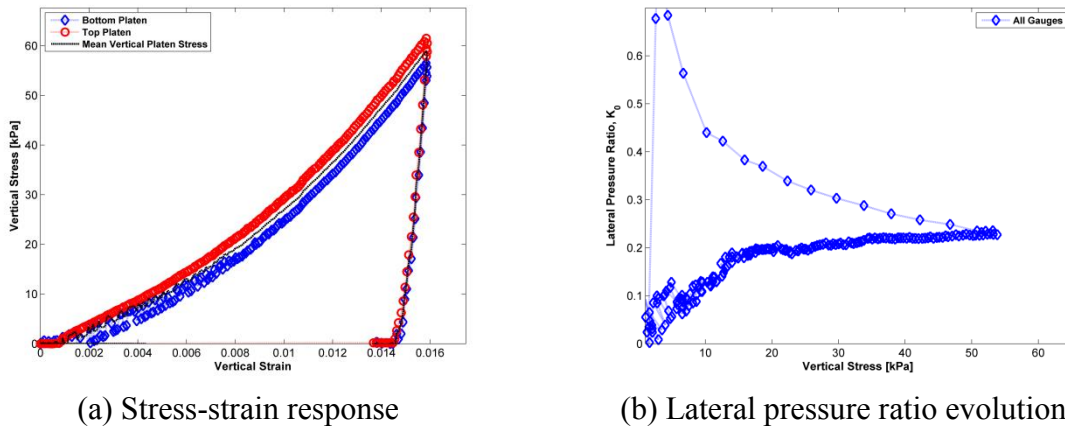 Bottom Platen
Top Platen
Mean Vertical Platen Stress
Vertical Stress [kPa]
60
50
40
30
20
10
0
0 0.002 0.004 0.006 0.008 0.01 0.012 0.014 0.016
Vertical Strain
(a) Stress-strain response
All Gauges
Lateral Pressure Ratio, K0
0.6
0.5
0.4
0.3
0.2
0.1
0
10 20 30 40 50 60
Vertical Stress [kPa]
(b) Lateral pressure ratio evolution